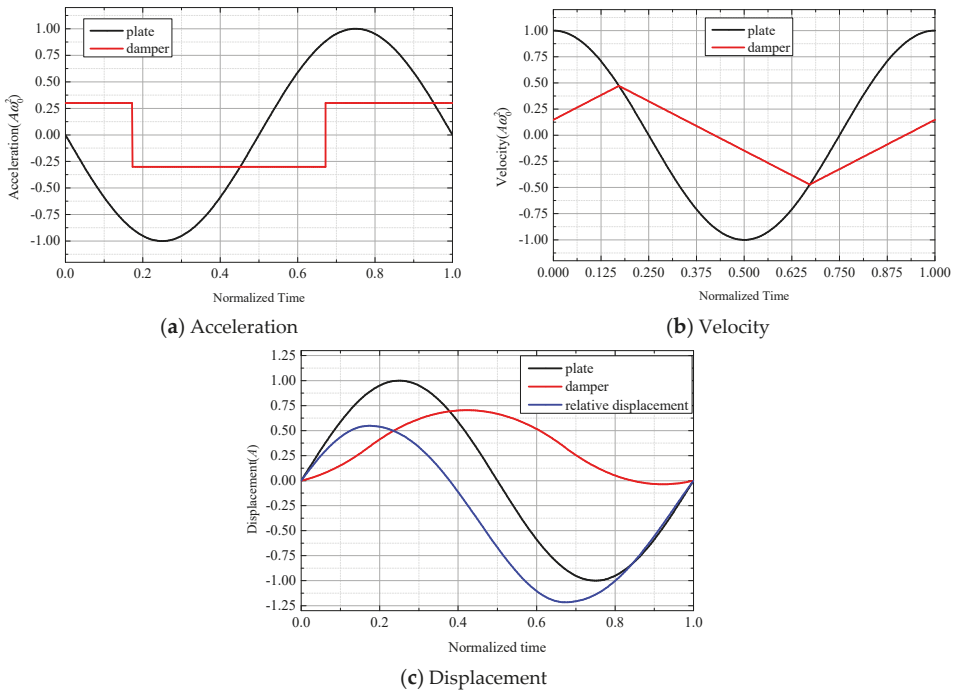 plate
damper
1.00
0.75
0.50
0.25
0.00
-0.25
-0.50
-0.75
-1.00
Acceleration(Aω₀²)
0.0 0.2 0.4 0.6 0.8 1.0
Normalized Time
(a) Acceleration
plate
damper
1.00
0.75
0.50
0.25
0.00
-0.25
-0.50
-0.75
-1.00
Velocity(Aω₀²)
0.000 0.125 0.250 0.375 0.500 0.625 0.750 0.875 1.000
Normalized Time
(b) Velocity
plate
damper
relative displacement
1.25
1.00
0.75
0.50
0.25
0.00
-0.25
-0.50
-0.75
-1.00
-1.25
Displacement(A)
0.0 0.2 0.4 0.6 0.8 1.0
Normalized time
(c) Displacement